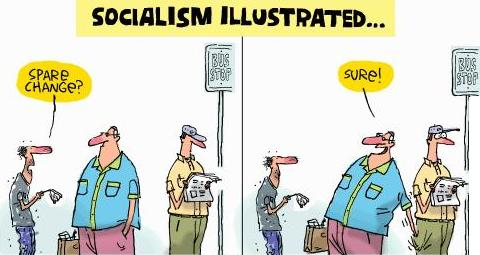 SOCIALISM ILLUSTRATED...
SPARE
CHANGE?
BUS
STOP
SURE!
BUS
STOP